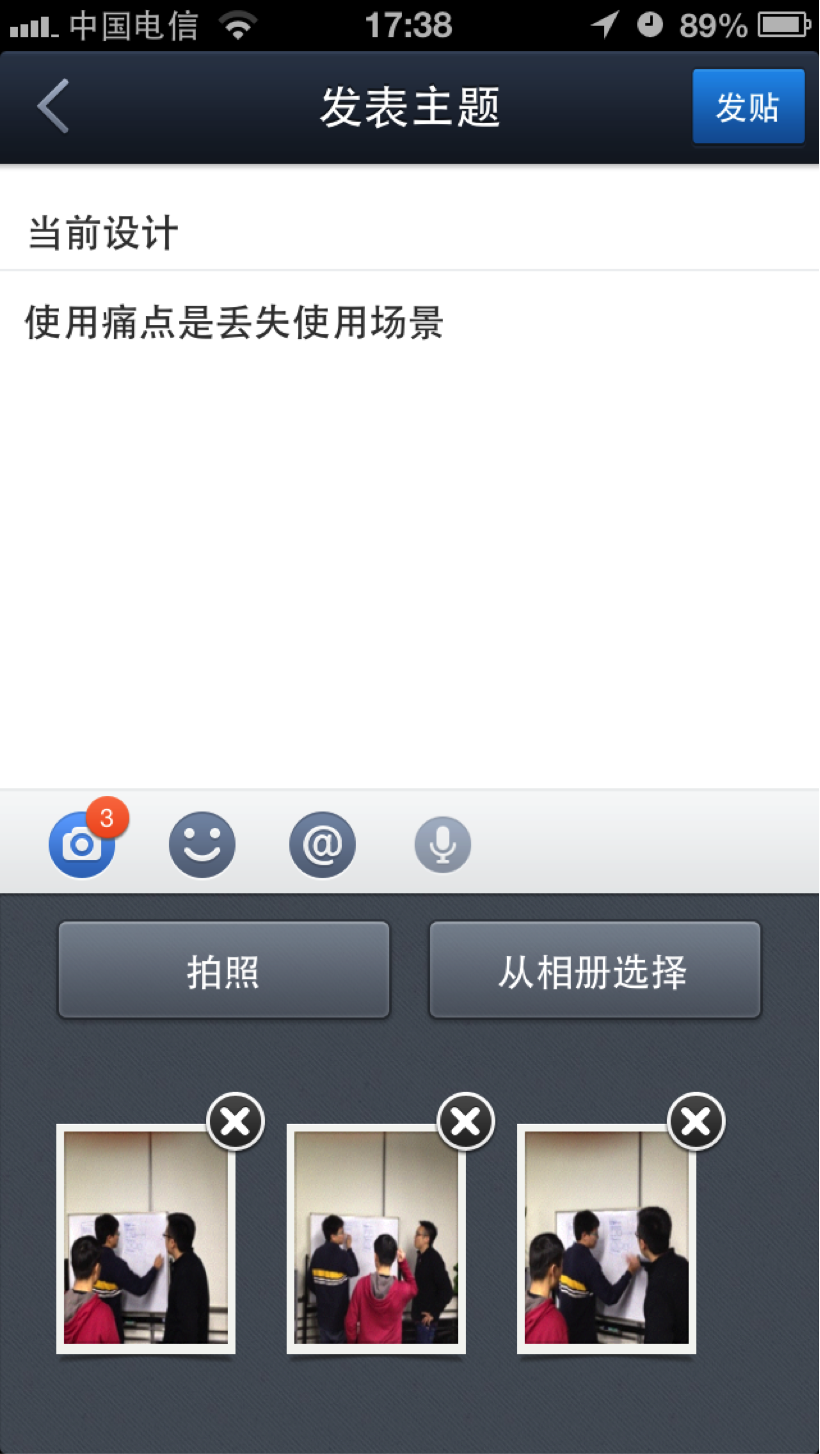 中国电信 17:38 89%
发表主题 发贴
当前设计
使用痛点是丢失使用场景
3
@
拍照 从相册选择